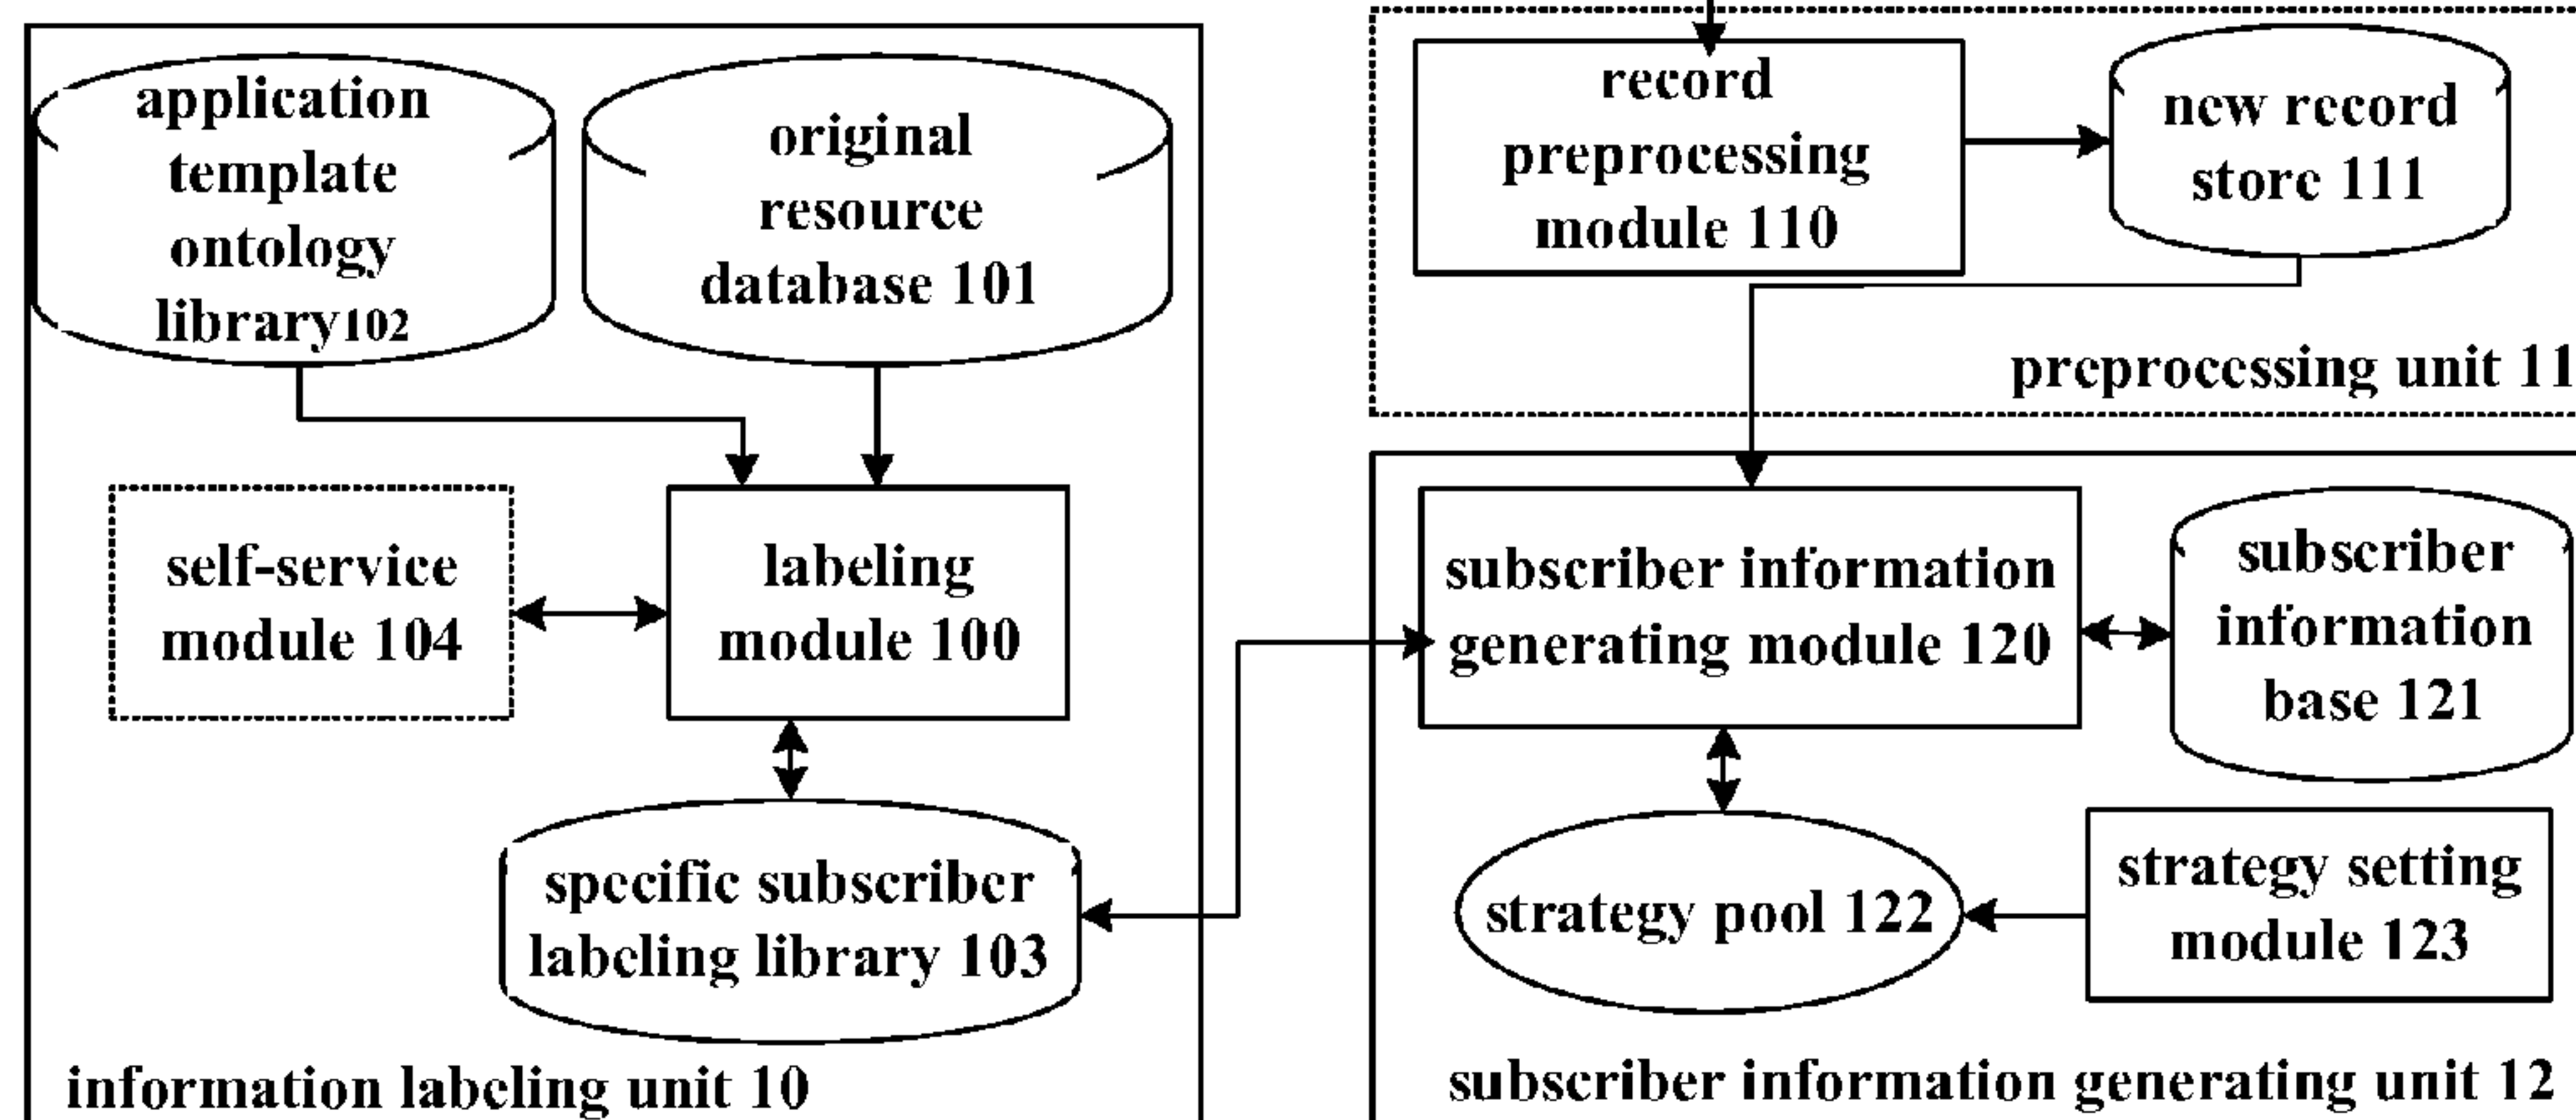 application
template
ontology
library102
original
resource
database 101
self-service
module 104
labeling
module 100
specific subscriber
labeling library 103
information labeling unit 10
record
preprocessing
module 110
new record
store 111
preprocessing unit 11
subscriber information
generating module 120
subscriber
information
base 121
strategy pool 122
strategy setting
module 123
subscriber information generating unit 12